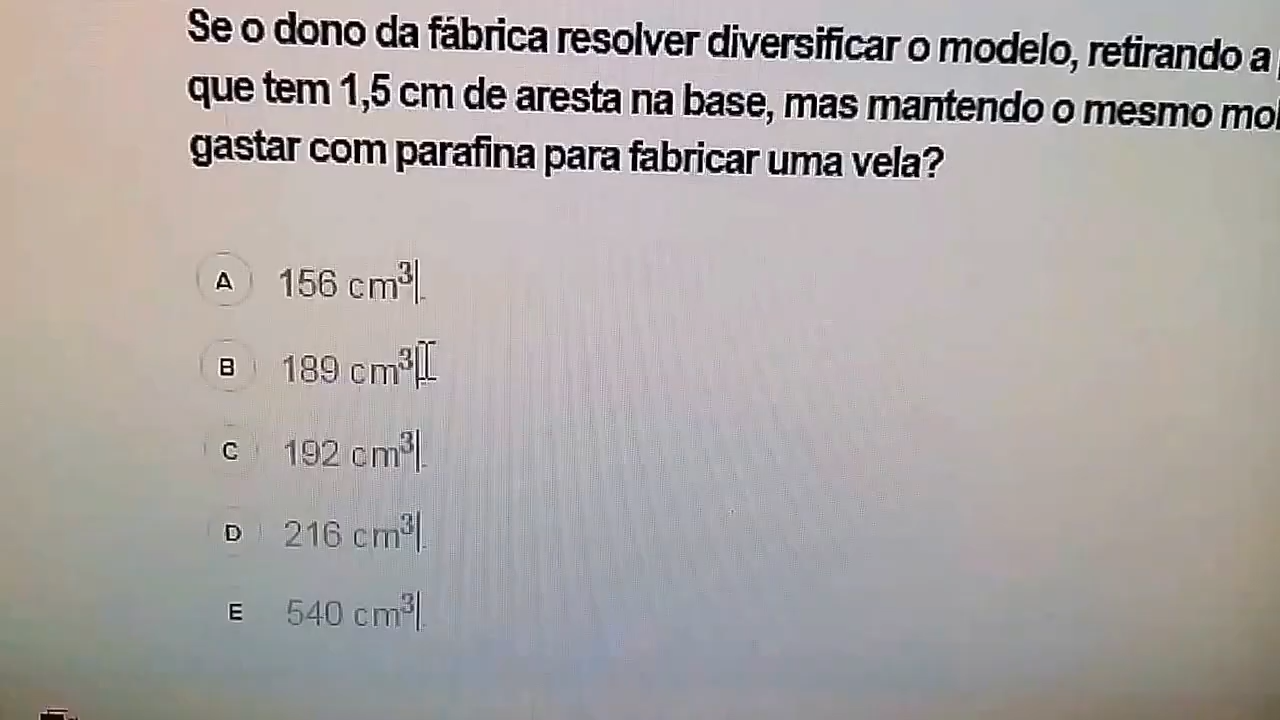 Se o dono da fábrica resolver diversificar o modelo, retirando a
que tem 1,5 cm de aresta na base, mas mantendo o mesmo
gastar com parafina para fabricar uma vela?
A 156 cm³.
B 189 cm³
C 192 cm³.
D 216 cm³.
E 540 cm³.